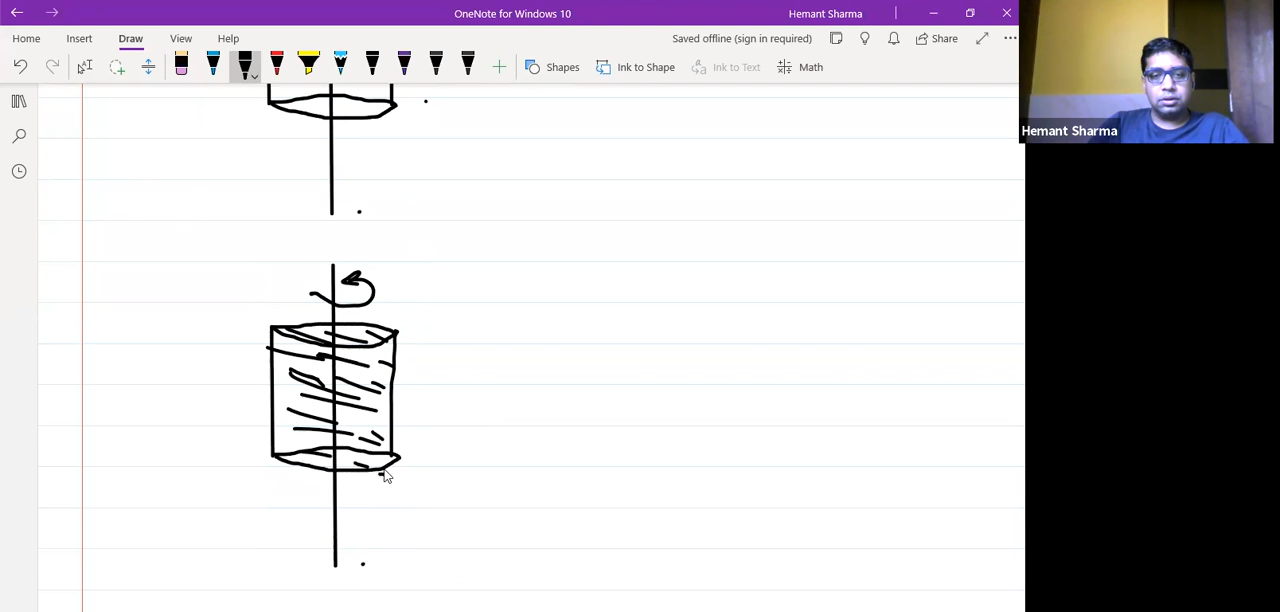 OneNote for Windows 10
Hemant Sharma
Home
Insert
Draw
View
Help
Saved offline (sign in required)
Share
Shapes
Ink to Shape
Ink to Text
Math
Hemant Sharma